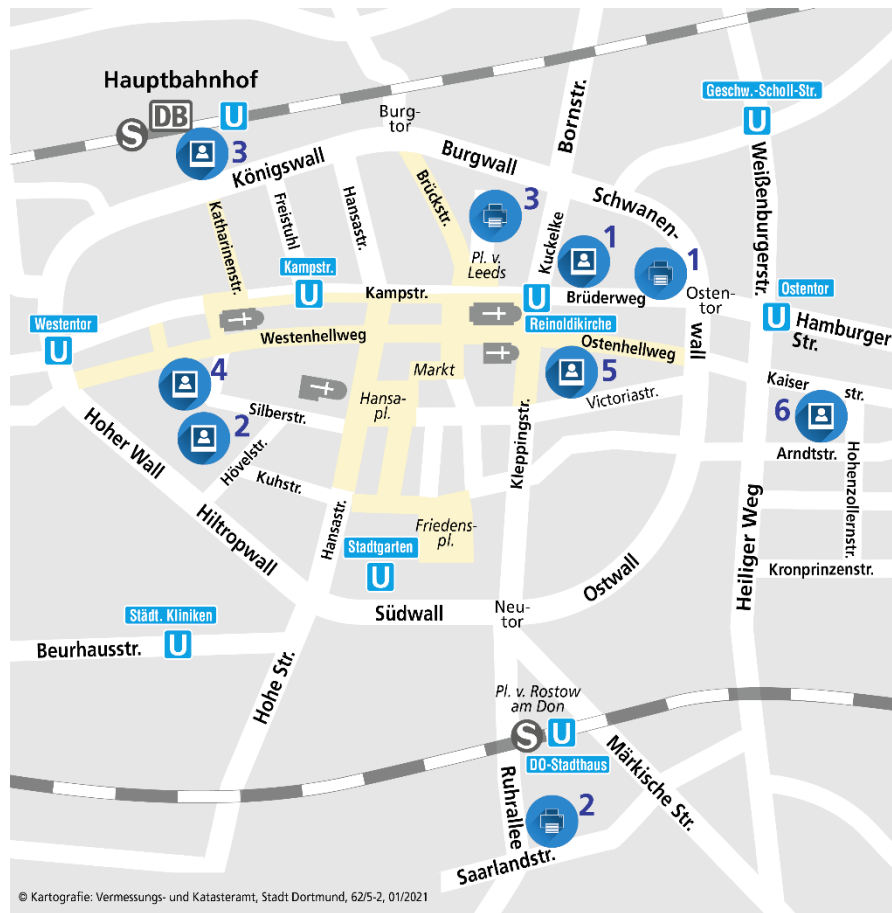 Hauptbahnhof
DB
S
U
3
Königswall
Burg-
tor
Burgwall
Bornstr.
Geschw.-Scholl-Str.
U
Weißenburgerstr.
Schwanen-
wall
Katharinenstr.
Freistuhl
Hansastr.
Brückstr.
3
Pl. v.
Leeds
Kuckelke
1
1
Kampstr.
U
Kampstr.
U
Reinoldikirche
Brüderweg
Osten-
tor
Ostentor
U
Hamburger
Str.
Westentor
U
Westenhellweg
Ostenhellweg
Markt
4
Hansa-
pl.
5
Victoriastr.
Kaiser
str.
6
2
Silberstr.
Hoher Wall
Hövelstr.
Kuhstr.
Kleppingstr.
Arndtstr.
Hohenzollernstr.
Hiltropwall
Hansastr.
Friedens-
pl.
Stadtgarten
U
Heiliger Weg
Kronprinzenstr.
Ostwall
Südwall
Neu-
tor
Städt. Kliniken
U
Beurhausstr.
Hohe Str.
Pl. v. Rostow
am Don
S
U
DO-Stadthaus
Märkische Str.
Ruhrallee
2
Saarlandstr.
© Kartografie: Vermessungs- und Katasteramt, Stadt Dortmund, 62/5-2, 01/2021